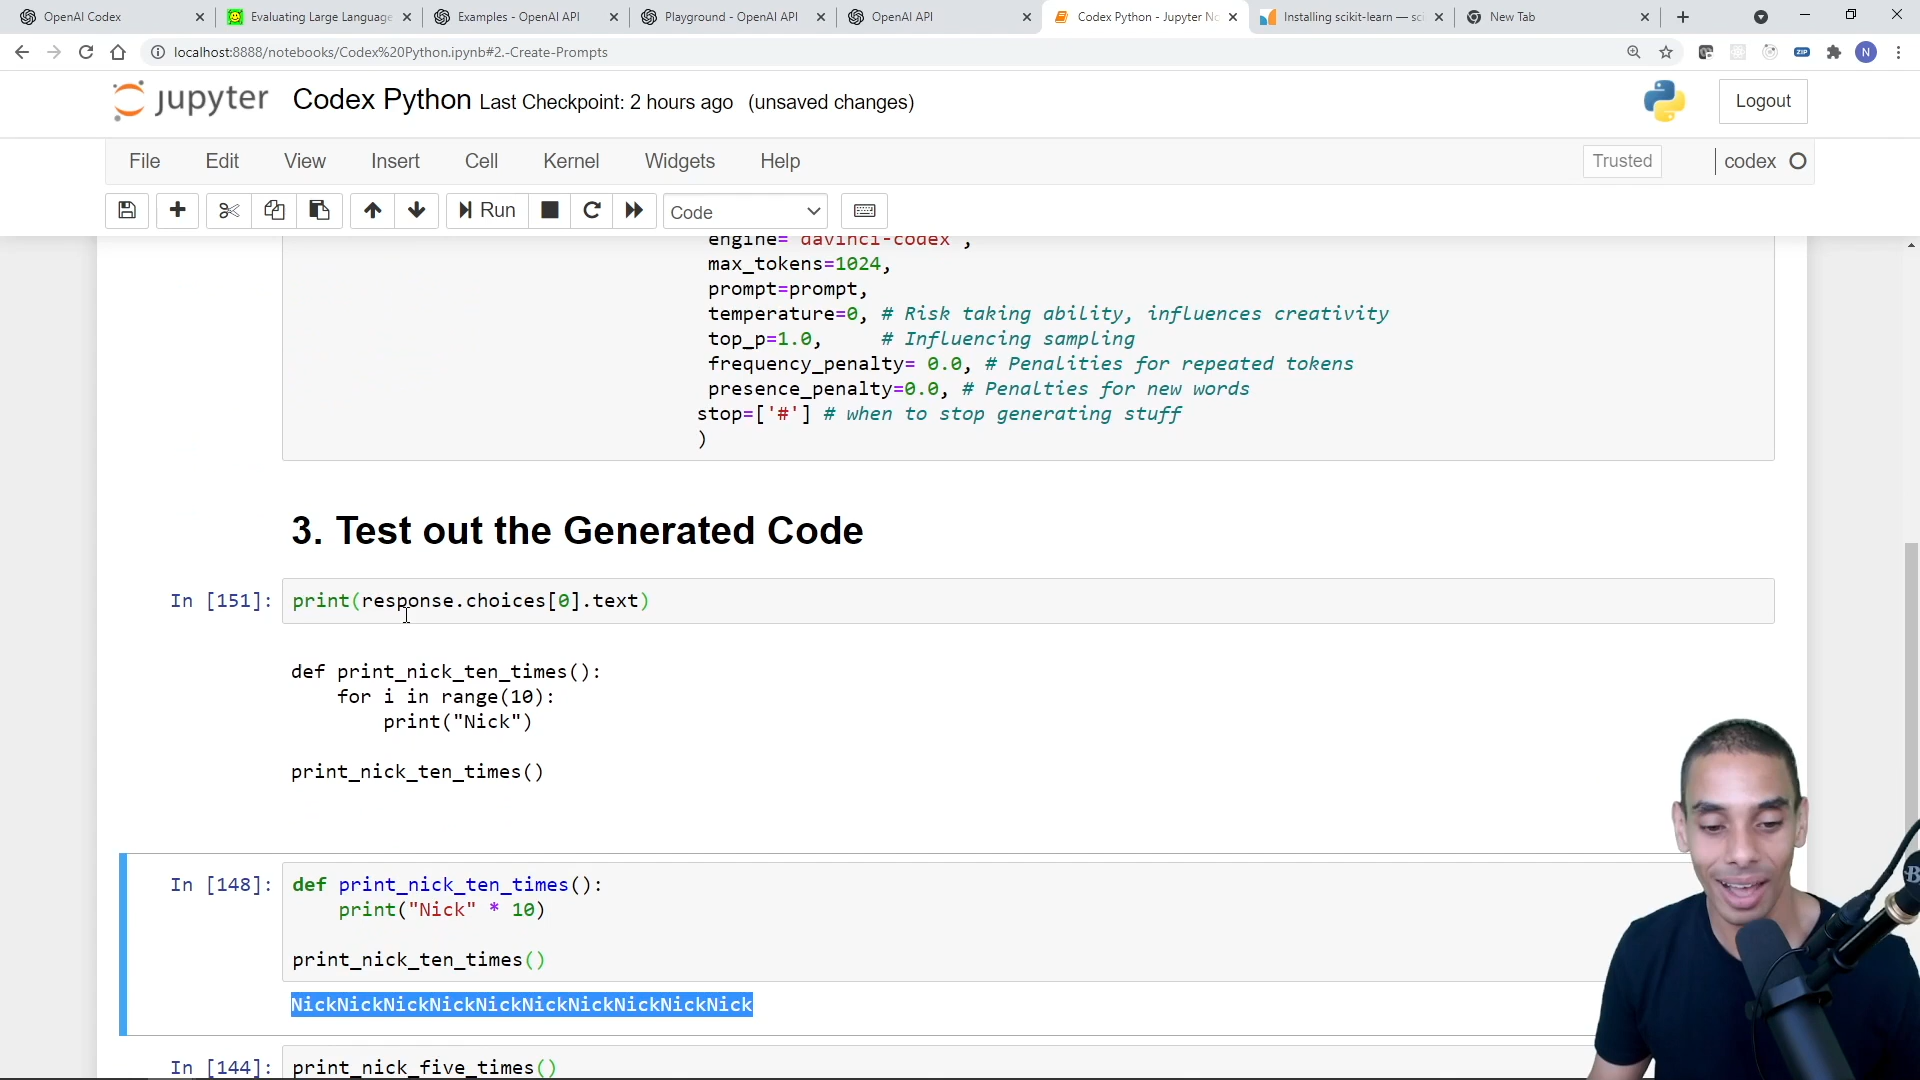 OpenAI Codex
Evaluating Large Language
Examples - OpenAI API
Playground - OpenAI API
OpenAI API
Codex Python - Jupyter No
Installing scikit-learn — sci
New Tab
localhost:8888/notebooks/Codex%20Python.ipynb#2.-Create-Prompts
ZIP
N
jupyter
Codex Python Last Checkpoint: 2 hours ago (unsaved changes)
Logout
File
Edit
View
Insert
Cell
Kernel
Widgets
Help
Trusted
codex
Run
Code
engine="davinci-codex",
max_tokens=1024,
prompt=prompt,
temperature=0, # Risk taking ability, influences creativity
top_p=1.0, # Influencing sampling
frequency_penalty= 0.0, # Penalities for repeated tokens
presence_penalty=0.0, # Penalties for new words
stop=['#'] # when to stop generating stuff
)
3. Test out the Generated Code
In [151]: print(response.choices[0].text)
def print_nick_ten_times():
for i in range(10):
print("Nick")
print_nick_ten_times()
In [148]: def print_nick_ten_times():
print("Nick" * 10)
print_nick_ten_times()
NickNickNickNickNickNickNickNickNickNick
In [144]: print_nick_five_times()